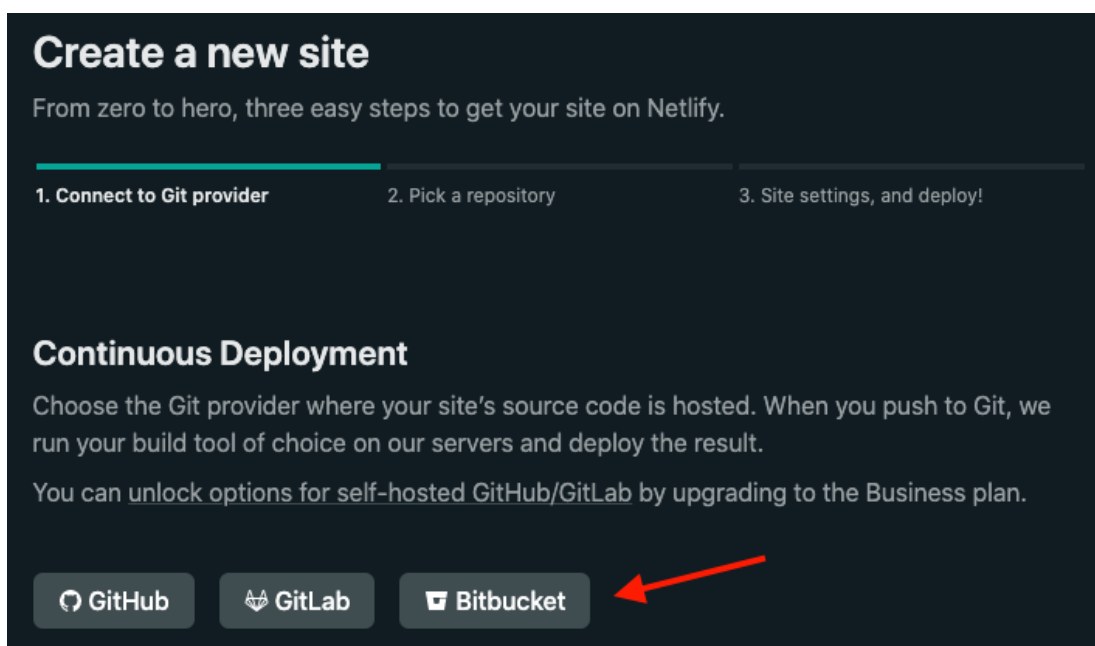 Create a new site
From zero to hero, three easy steps to get your site on Netlify.
1. Connect to Git provider
2. Pick a repository
3. Site settings, and deploy!
Continuous Deployment
Choose the Git provider where your site's source code is hosted. When you push to Git, we
run your build tool of choice on our servers and deploy the result.
You can unlock options for self-hosted GitHub/GitLab by upgrading to the Business plan.
GitHub
GitLab
Bitbucket